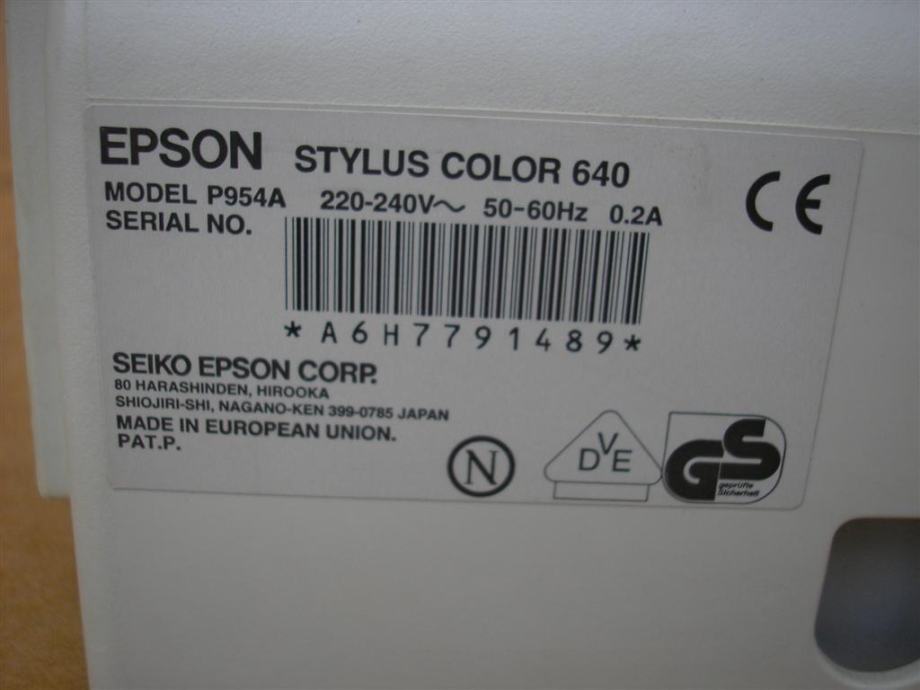 EPSON STYLUS COLOR 640
MODEL P954A 220-240V～ 50-60Hz 0.2A
SERIAL NO.
*A6H7791489*
SEIKO EPSON CORP.
80 HARASHINDEN, HIROOKA
SHIOJIRI-SHI, NAGANO-KEN 399-0785 JAPAN
MADE IN EUROPEAN UNION.
PAT.P.
CE
N
DVE
GS
geprüfte
Sicherheit